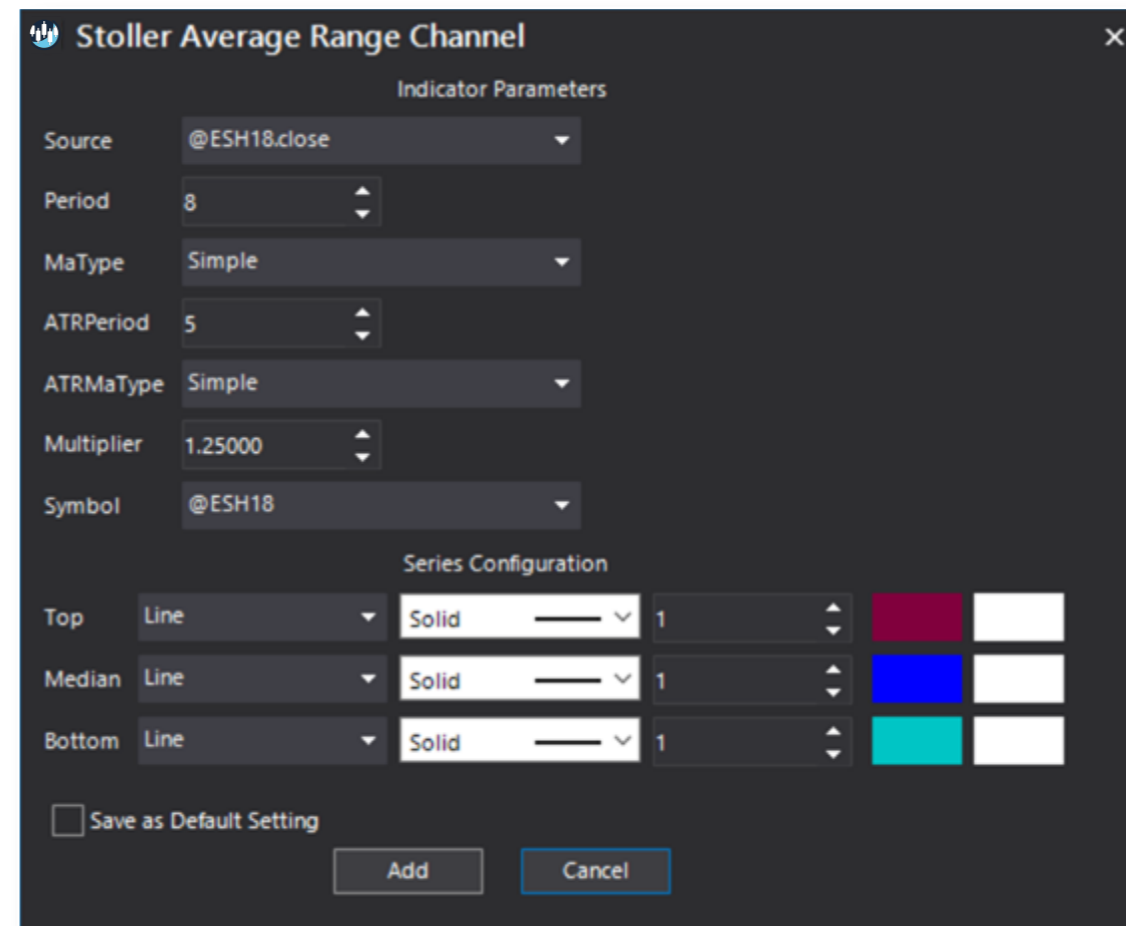 Stoller Average Range Channel
Indicator Parameters
Source @ESH18.close
Period 8
MaType Simple
ATRPeriod 5
ATRMaType Simple
Multiplier 1.25000
Symbol @ESH18
Series Configuration
Top Line Solid 1
Median Line Solid 1
Bottom Line Solid 1
Save as Default Setting
Add Cancel